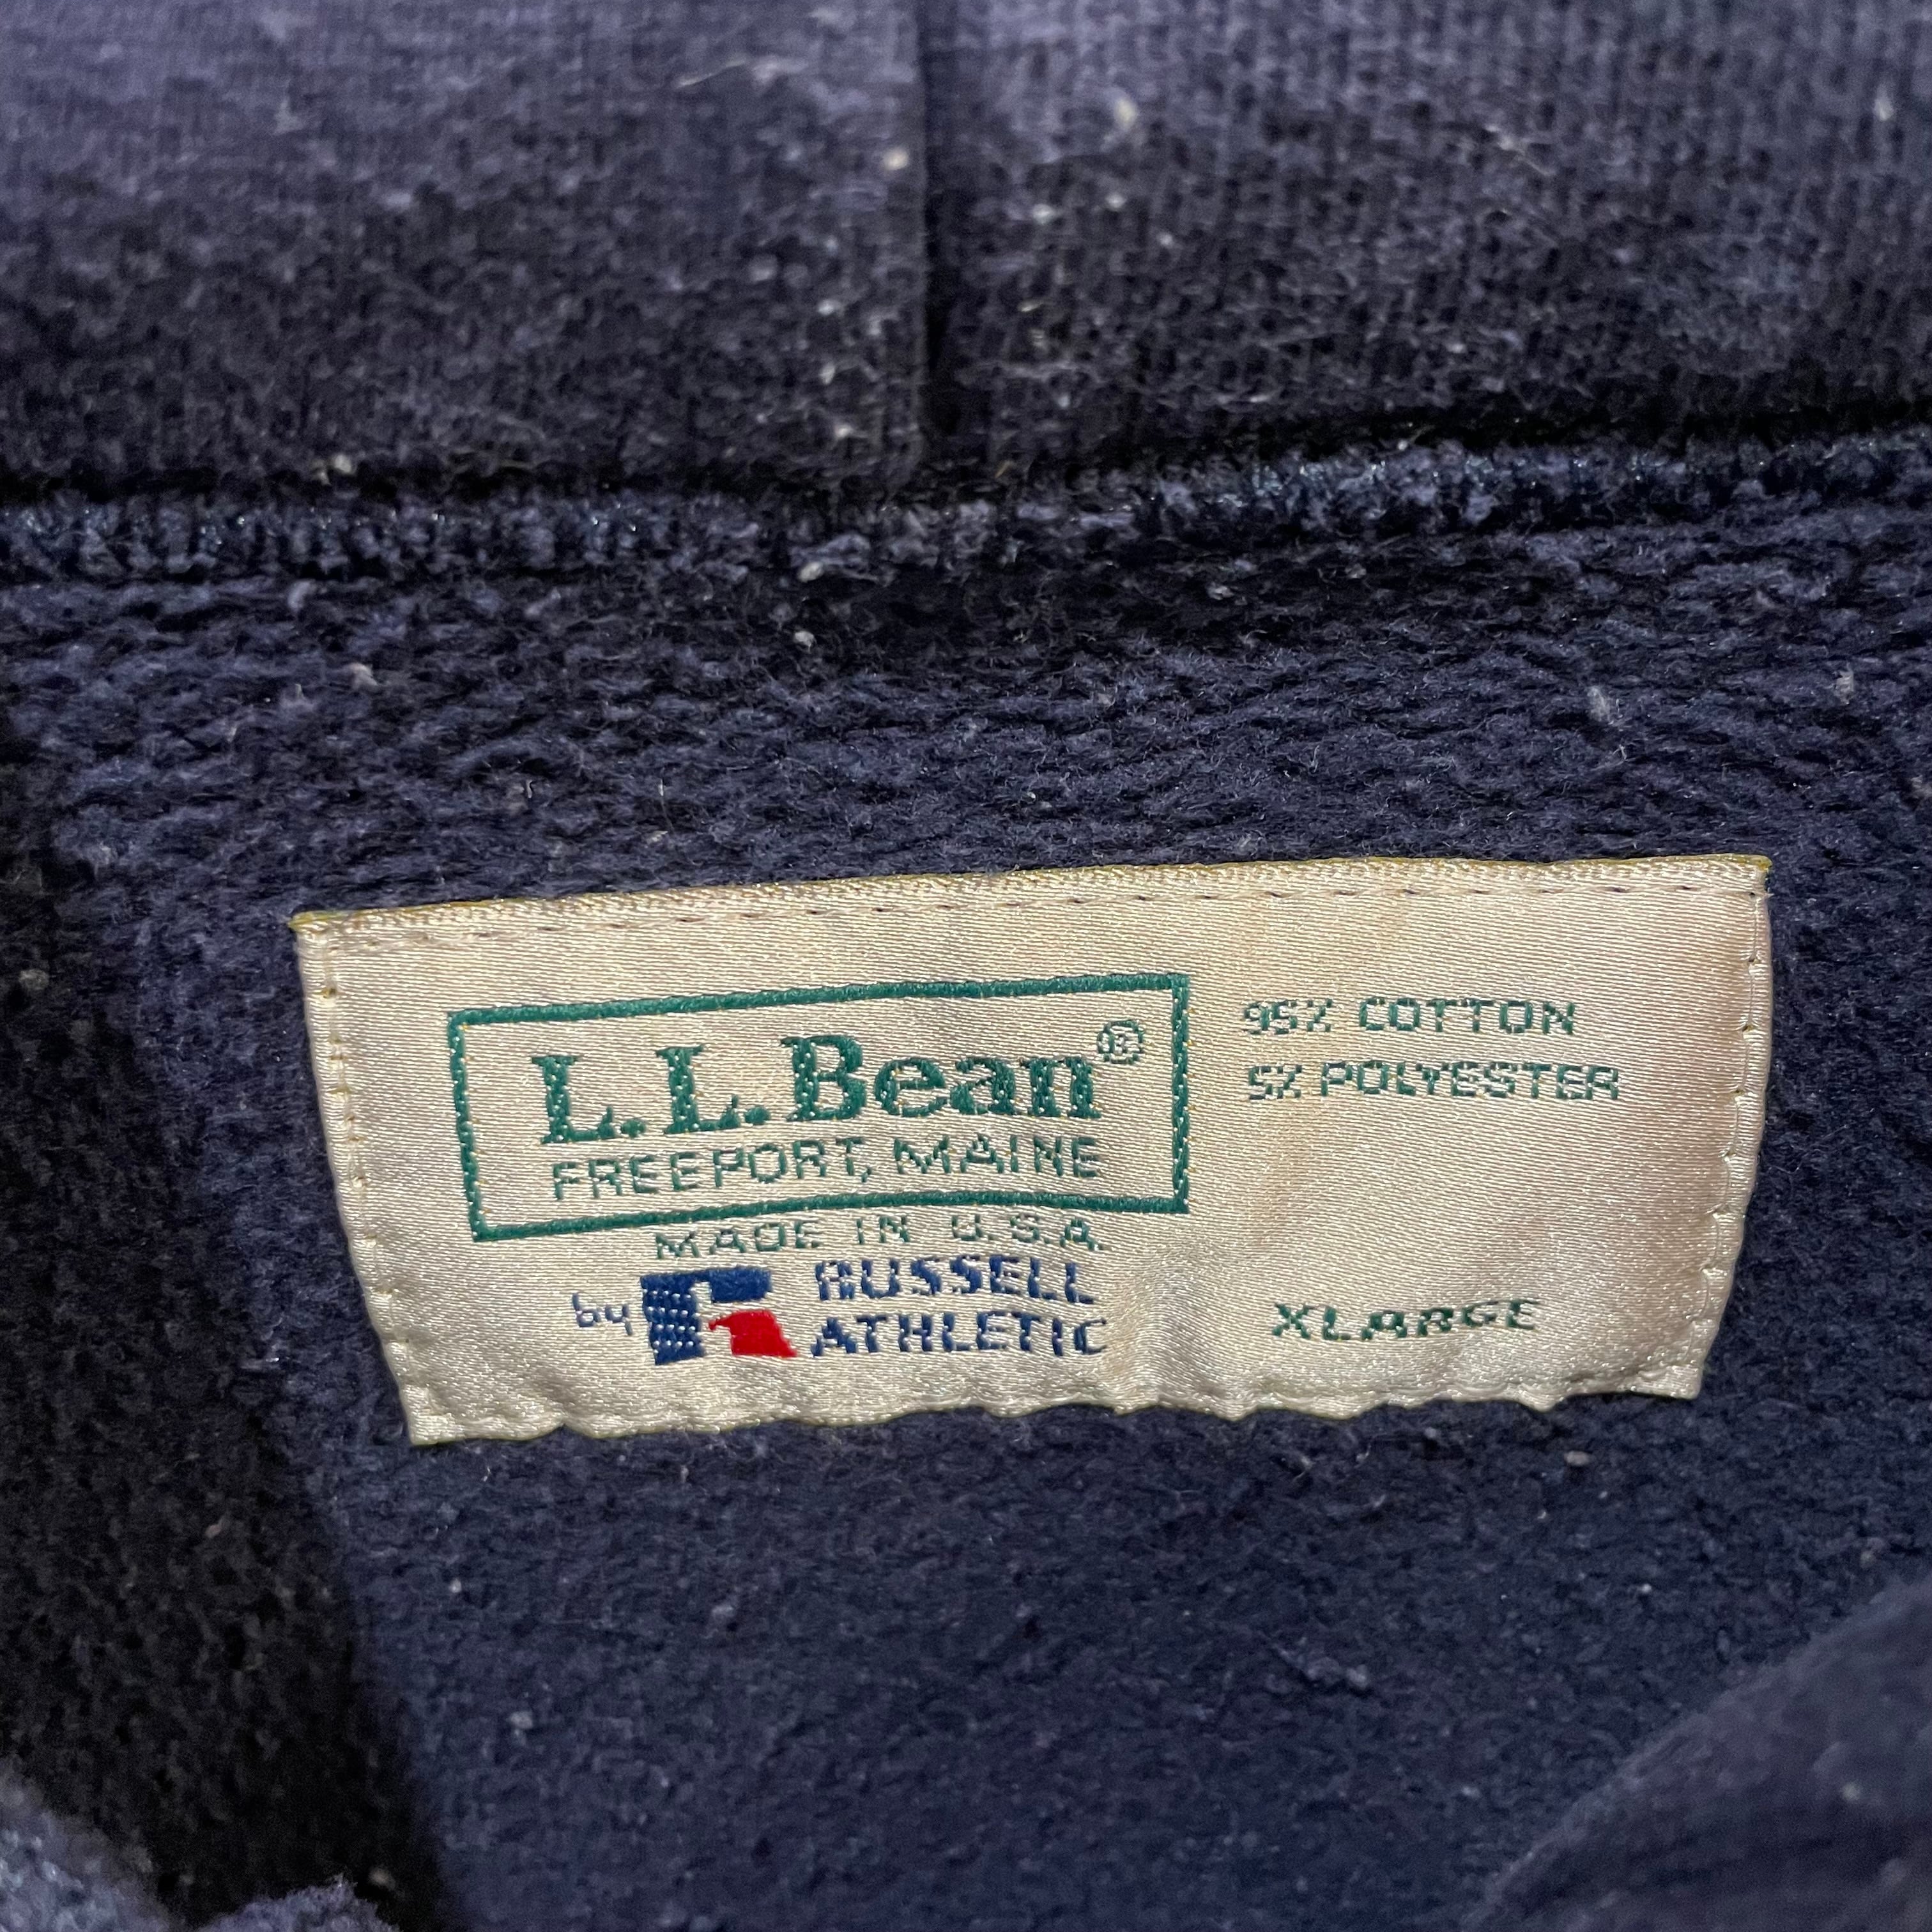 L.L.Bean®
FREEPORT, MAINE
MADE IN U.S.A.
by RUSSELL
ATHLETIC
95% COTTON
5% POLYESTER
XLARGE